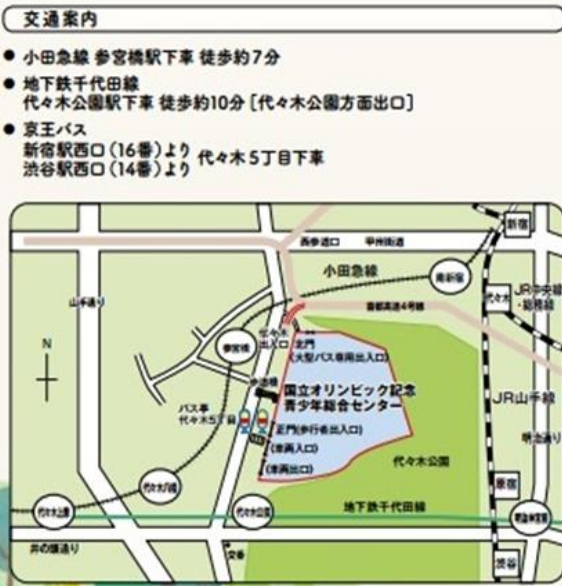 交通案内
● 小田急線 参宮橋駅下車 徒歩約7分
● 地下鉄千代田線
代々木公園駅下車 徒歩約10分 [代々木公園方面出口]
● 京王バス
新宿駅西口(16番)より 代々木5丁目下車
渋谷駅西口(14番)より
新宿
西参道口 甲州街道
小田急線
南新宿
山手通り
代々木
JR中央線
・総武線
首都高速4号線
N
代々木
出入口
北門
(大型バス専用出入口)
参宮橋
歩道橋
国立オリンピック記念
青少年総合センター
JR山手線
バス亭
代々木5丁目
正門(歩行者出入口)
明治通り
(車両入口)
代々木公園
(車両出口)
代々木八幡
原宿
代々木上原
代々木公園
地下鉄千代田線
明治神宮前
井の頭通り
交番
渋谷